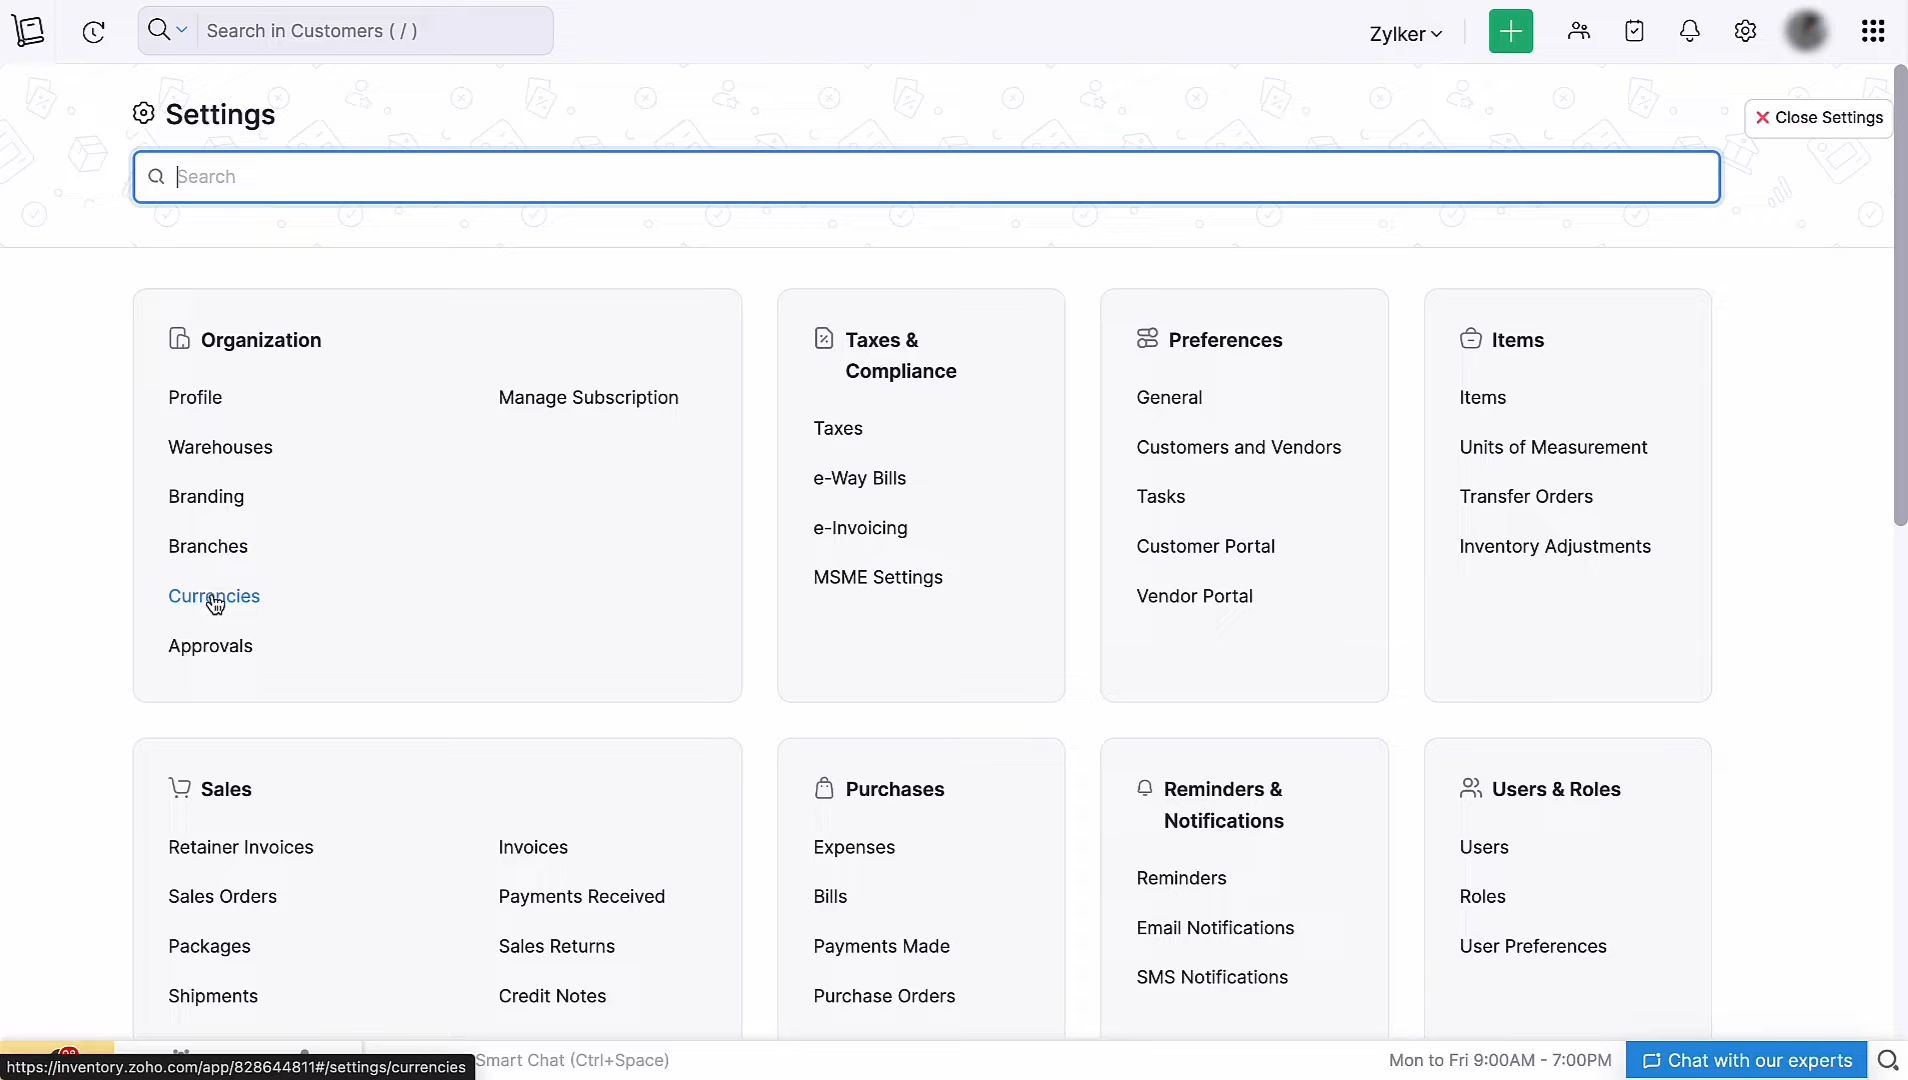 Search in Customers ( / )
Zylker
Settings
Close Settings
Search
Organization
Profile
Manage Subscription
Warehouses
Branding
Branches
Currencies
Approvals
Taxes &
Compliance
Taxes
e-Way Bills
e-Invoicing
MSME Settings
Preferences
General
Customers and Vendors
Tasks
Customer Portal
Vendor Portal
Items
Items
Units of Measurement
Transfer Orders
Inventory Adjustments
Sales
Retainer Invoices
Invoices
Sales Orders
Payments Received
Packages
Sales Returns
Shipments
Credit Notes
Purchases
Expenses
Bills
Payments Made
Purchase Orders
Reminders &
Notifications
Reminders
Email Notifications
SMS Notifications
Users & Roles
Users
Roles
User Preferences
https://inventory.zoho.com/app/828644811#/settings/currencies
Smart Chat (Ctrl+Space)
Mon to Fri 9:00AM - 7:00PM
Chat with our experts